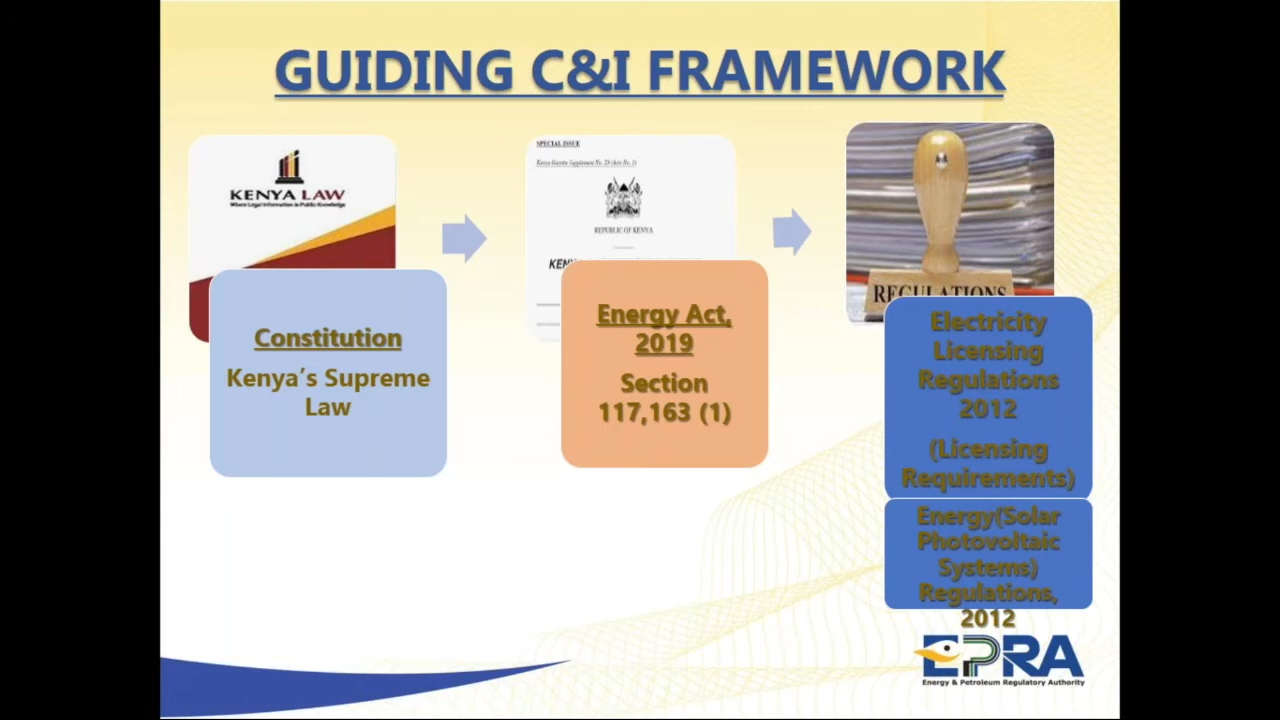 GUIDING C&I FRAMEWORK
KENYA LAW
Where Legal Information is Public Knowledge
Constitution
Kenya's Supreme
Law
SPECIAL ISSUE
REPUBLIC OF KENYA
Energy Act,
2019
Section
117,163 (1)
REGULATIONS
Electricity
Licensing
Regulations
2012
(Licensing
Requirements)
Energy(Solar
Photovoltaic
Systems)
Regulations,
2012
EPRA
Energy & Petroleum Regulatory Authority